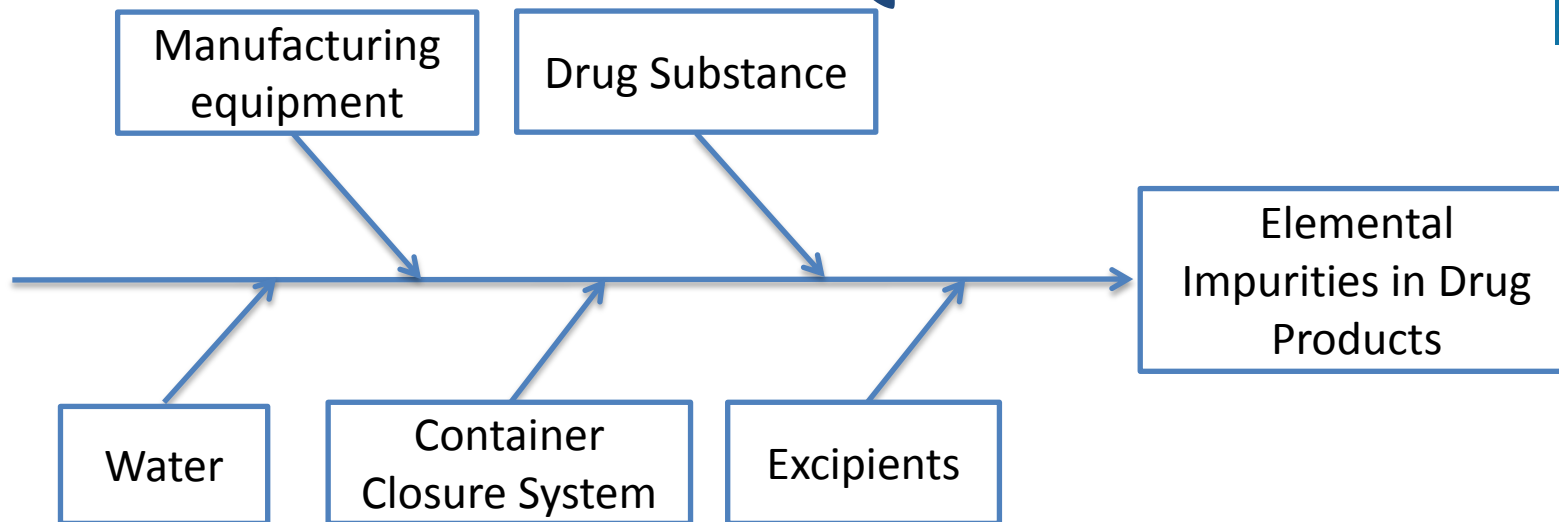 Manufacturing
equipment
Drug Substance
Elemental
Impurities in Drug
Products
Water
Container
Closure System
Excipients